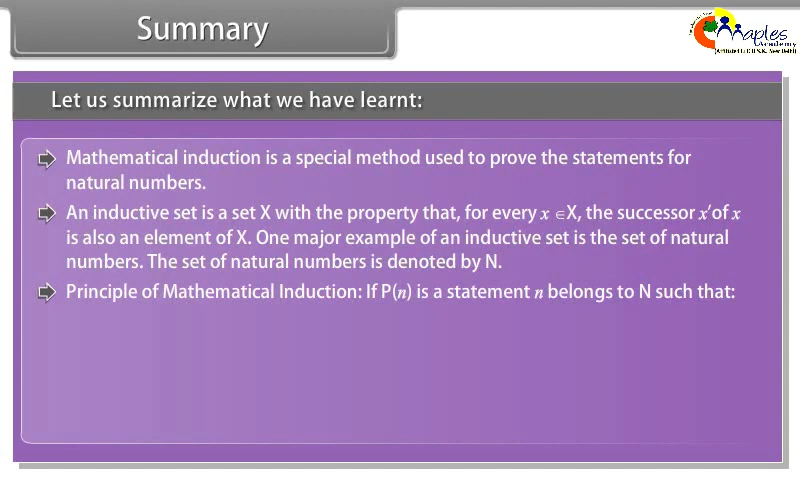 Summary
aples
Academy
Let us summarize what we have learnt:
Mathematical induction is a special method used to prove the statements for
natural numbers.
An inductive set is a set X with the property that, for every x ∈X, the successor x′of x
is also an element of X. One major example of an inductive set is the set of natural
numbers. The set of natural numbers is denoted by N.
Principle of Mathematical Induction: If P(n) is a statement n belongs to N such that: